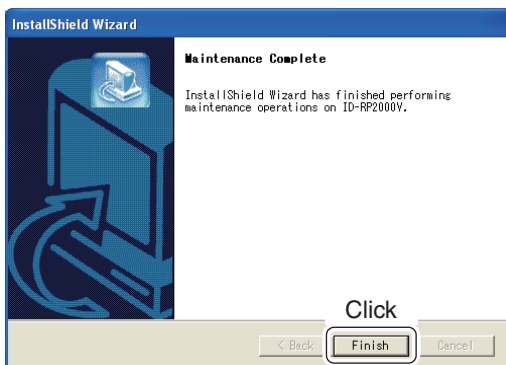 InstallShield Wizard
Maintenance Complete
InstallShield Wizard has finished performing
maintenance operations on ID-RP2000V.
Click
< Back
Finish
Cancel